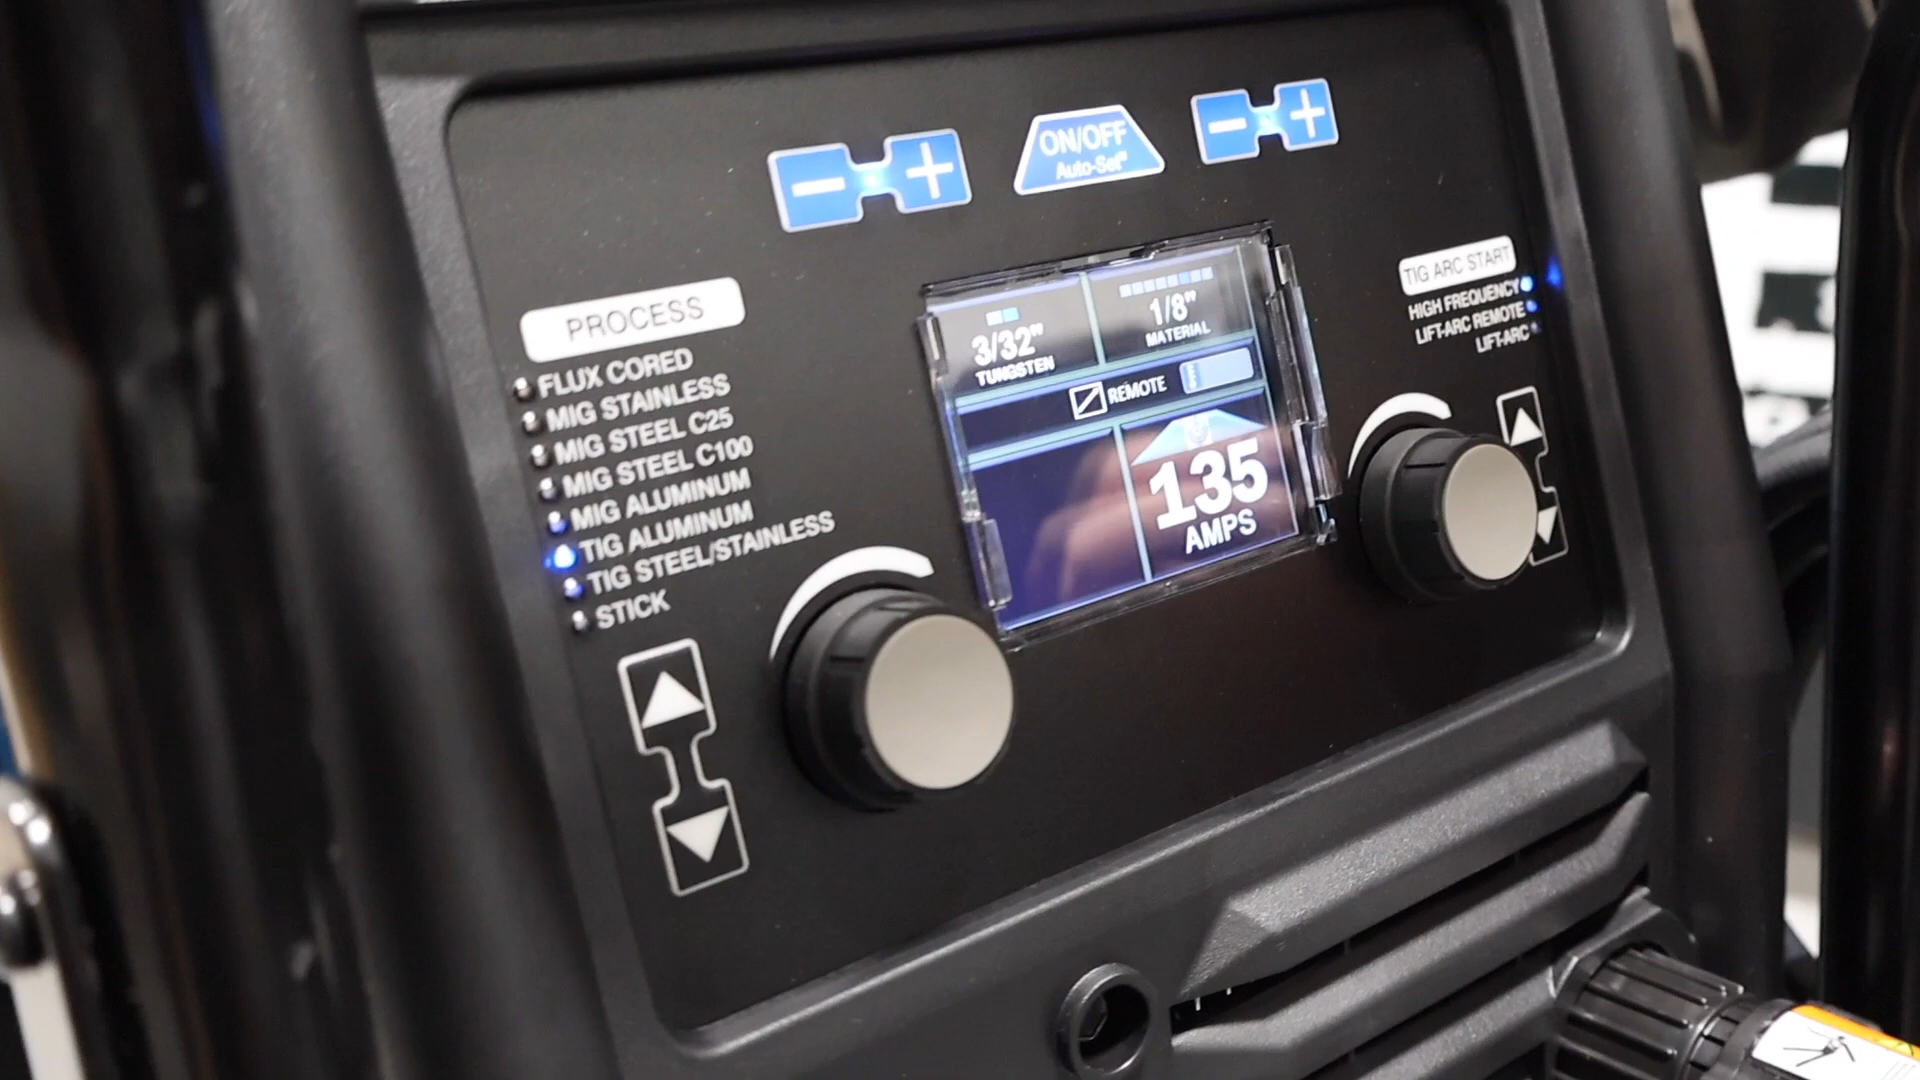 − +
ON/OFF
Auto-Set™
− +
PROCESS
FLUX CORED
MIG STAINLESS
MIG STEEL C25
MIG STEEL C100
MIG ALUMINUM
TIG ALUMINUM
TIG STEEL/STAINLESS
STICK
3/32"
TUNGSTEN
1/8"
MATERIAL
REMOTE
135
AMPS
TIG ARC START
HIGH FREQUENCY
LIFT-ARC REMOTE
LIFT-ARC